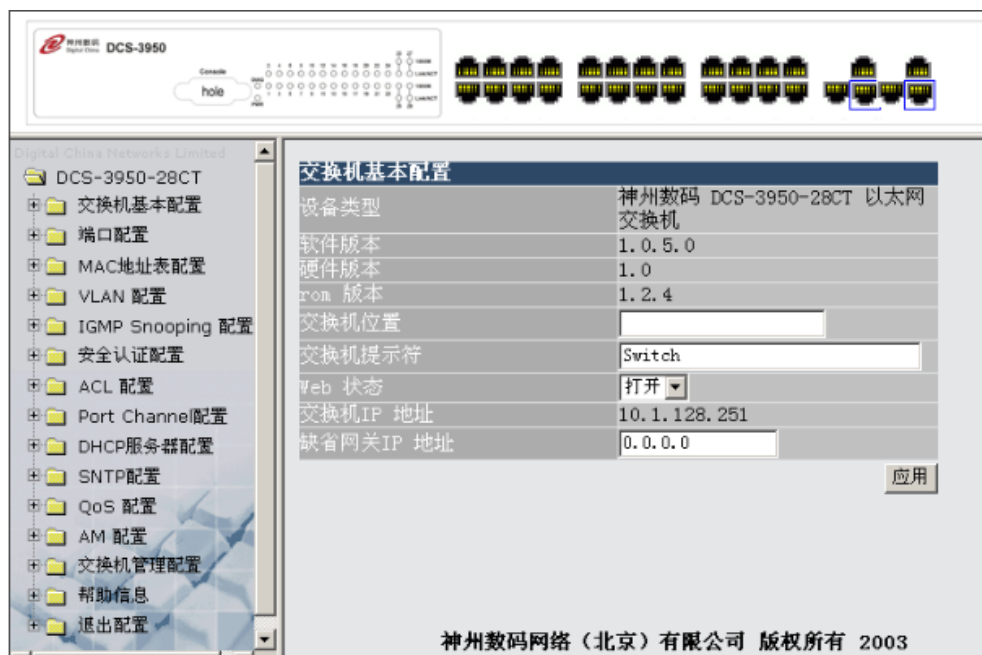 神州数码
Digital China
DCS-3950
Console
hole
Digital China Networks Limited
DCS-3950-28CT
交换机基本配置
端口配置
MAC地址表配置
VLAN 配置
IGMP Snooping 配置
安全认证配置
ACL 配置
Port Channel配置
DHCP服务器配置
SNTP配置
QoS 配置
AM 配置
交换机管理配置
帮助信息
退出配置
交换机基本配置
设备类型 神州数码 DCS-3950-28CT 以太网
交换机
软件版本 1.0.5.0
硬件版本 1.0
rom 版本 1.2.4
交换机位置
交换机提示符 Switch
Web 状态 打开
交换机IP 地址 10.1.128.251
缺省网关IP 地址 0.0.0.0
应用
神州数码网络（北京）有限公司 版权所有 2003